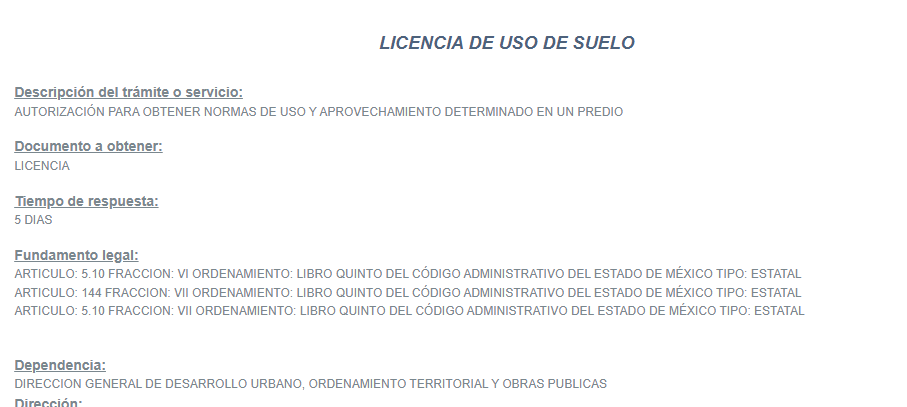 LICENCIA DE USO DE SUELO
Descripción del trámite o servicio:
AUTORIZACIÓN PARA OBTENER NORMAS DE USO Y APROVECHAMIENTO DETERMINADO EN UN PREDIO
Documento a obtener:
LICENCIA
Tiempo de respuesta:
5 DIAS
Fundamento legal:
ARTICULO: 5.10 FRACCION: VI ORDENAMIENTO: LIBRO QUINTO DEL CÓDIGO ADMINISTRATIVO DEL ESTADO DE MÉXICO TIPO: ESTATAL
ARTICULO: 144 FRACCION: VII ORDENAMIENTO: LIBRO QUINTO DEL CÓDIGO ADMINISTRATIVO DEL ESTADO DE MÉXICO TIPO: ESTATAL
ARTICULO: 5.10 FRACCION: VII ORDENAMIENTO: LIBRO QUINTO DEL CÓDIGO ADMINISTRATIVO DEL ESTADO DE MÉXICO TIPO: ESTATAL
Dependencia:
DIRECCION GENERAL DE DESARROLLO URBANO, ORDENAMIENTO TERRITORIAL Y OBRAS PUBLICAS
Dirección: